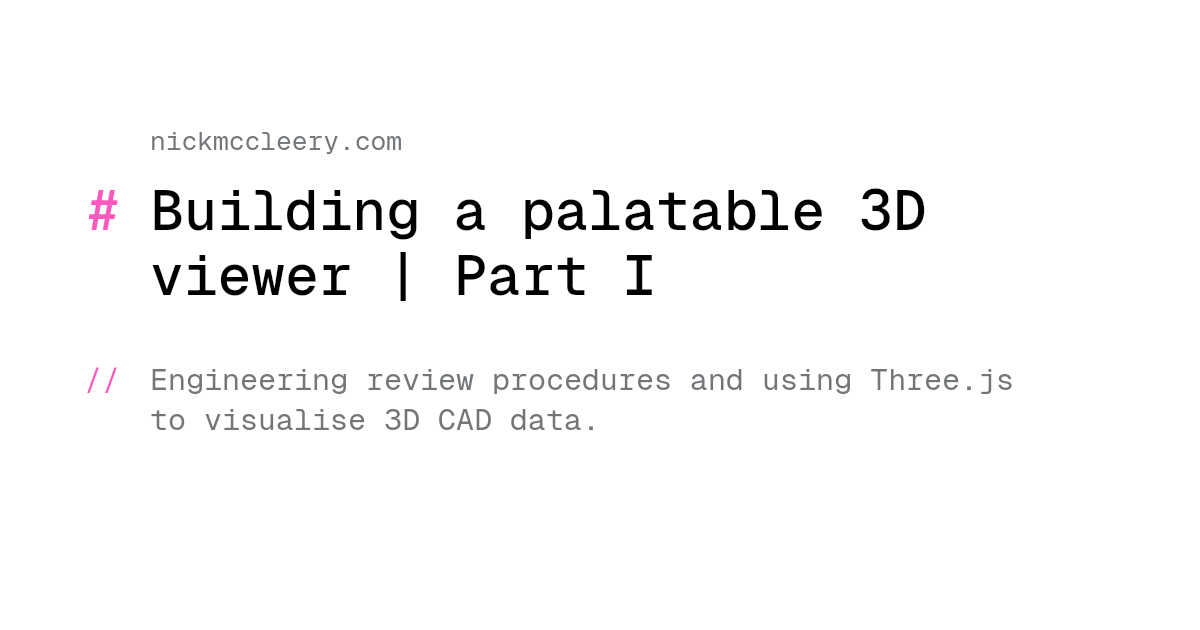 nickmccleery.com
# Building a palatable 3D
viewer | Part I
// Engineering review procedures and using Three.js
to visualise 3D CAD data.